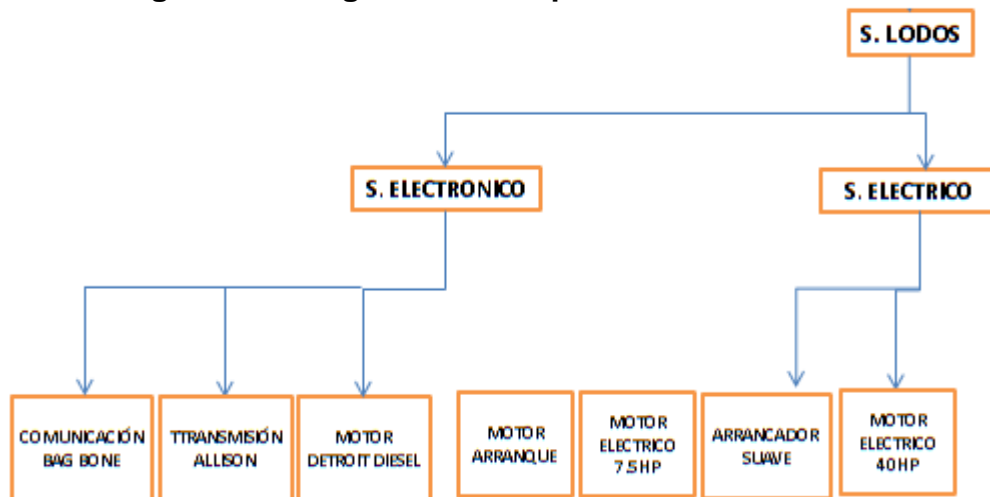 S. LODOS
S. ELECTRONICO
S. ELECTRICO
COMUNICACIÓN
BAG BONE
TTRANSMISIÓN
ALLISON
MOTOR
DETROIT DIESEL
MOTOR
ARRANQUE
MOTOR
ELECTRICO
7.5HP
ARRANCADOR
SUAVE
MOTOR
ELECTRICO
40HP